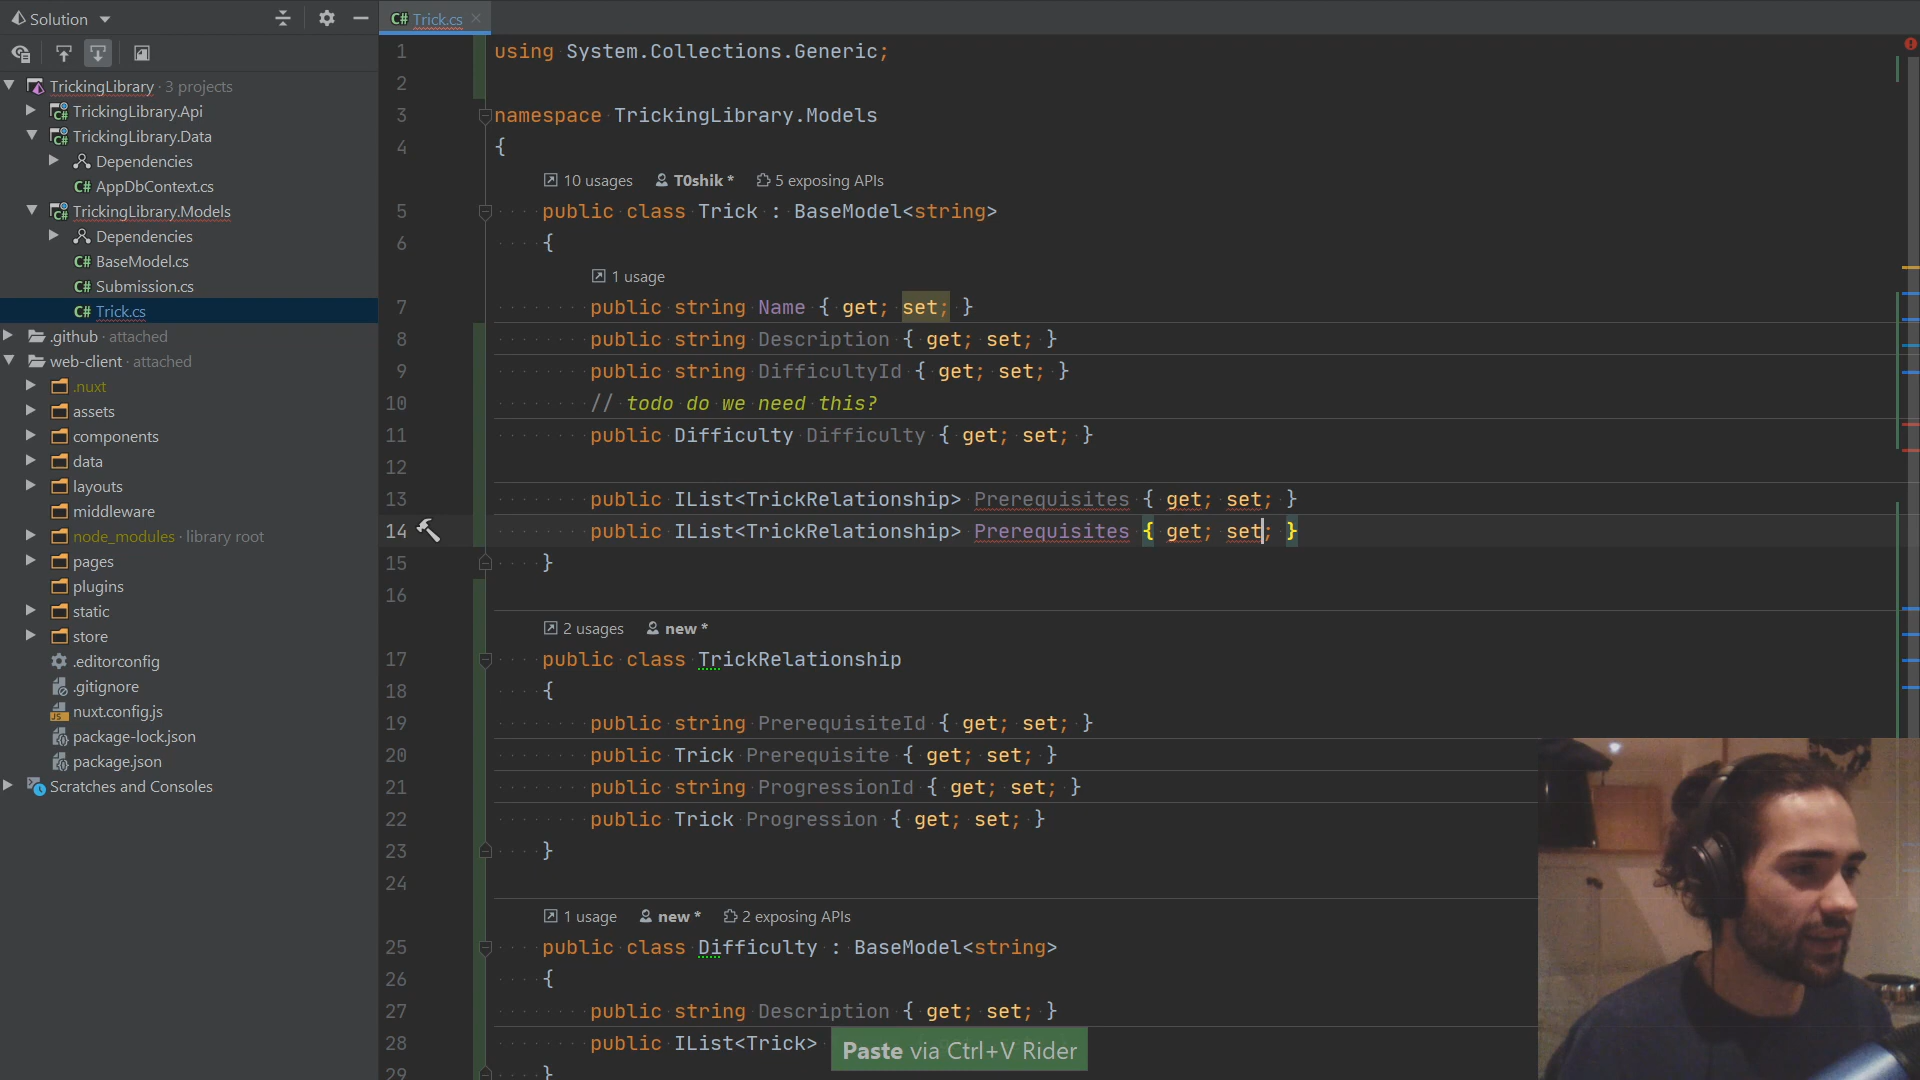 Solution
TrickingLibrary · 3 projects
TrickingLibrary.Api
TrickingLibrary.Data
Dependencies
C# AppDbContext.cs
TrickingLibrary.Models
Dependencies
C# BaseModel.cs
C# Submission.cs
C# Trick.cs
.github · attached
web-client · attached
.nuxt
assets
components
data
layouts
middleware
node_modules · library root
pages
plugins
static
store
.editorconfig
.gitignore
nuxt.config.js
package-lock.json
package.json
Scratches and Consoles
C# Trick.cs
1 using System.Collections.Generic;
2
3 namespace TrickingLibrary.Models
4 {
10 usages T0shik * 5 exposing APIs
5 public class Trick : BaseModel<string>
6 {
1 usage
7 public string Name { get; set; }
8 public string Description { get; set; }
9 public string DifficultyId { get; set; }
10 // todo do we need this?
11 public Difficulty Difficulty { get; set; }
12
13 public IList<TrickRelationship> Prerequisites { get; set; }
14 public IList<TrickRelationship> Prerequisites { get; set; }
15 }
16
2 usages new *
17 public class TrickRelationship
18 {
19 public string PrerequisiteId { get; set; }
20 public Trick Prerequisite { get; set; }
21 public string ProgressionId { get; set; }
22 public Trick Progression { get; set; }
23 }
24
1 usage new * 2 exposing APIs
25 public class Difficulty : BaseModel<string>
26 {
27 public string Description { get; set; }
28 public IList<Trick>
29 }
Paste via Ctrl+V Rider